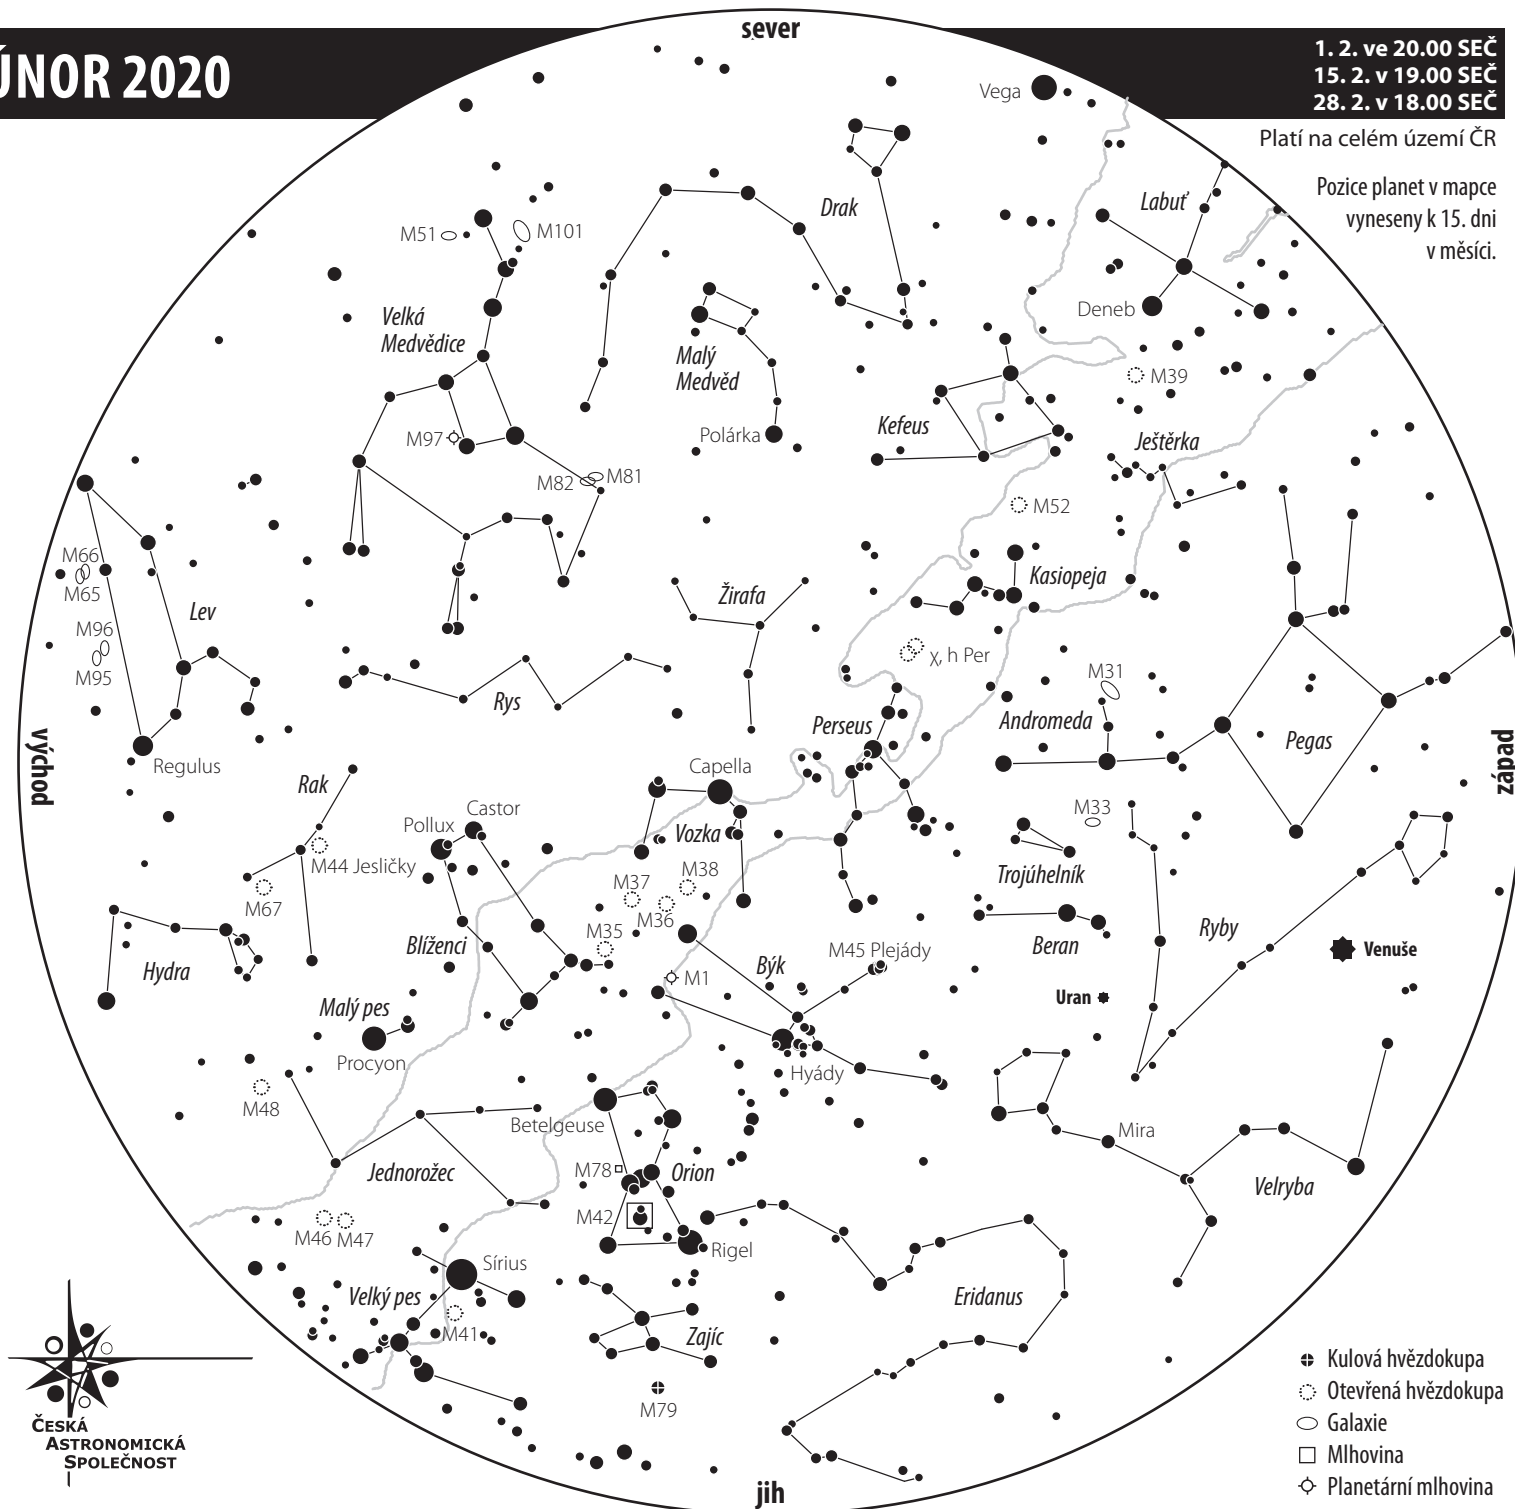 ÚNOR 2020
1. 2. ve 20.00 SEČ
15. 2. v 19.00 SEČ
28. 2. v 18.00 SEČ
Platí na celém území ČR
Pozice planet v mapce
vyneseny k 15. dni
v měsíci.
sever
Vega
Drak
Labuť
M51
M101
Deneb
Velká
Medvědice
Malý
Medvěd
M39
Kefeus
Polárka
M97
Ještěrka
M82
M81
M52
M66
M65
Kasiopeja
Žirafa
Lev
M96
M95
χ, h Per
M31
Rys
Andromeda
Perseus
Pegas
východ
západ
Regulus
Capella
Rak
Castor
Pollux
Vozka
M33
M44 Jesličky
Trojúhelník
M67
M37
M38
M36
M35
Blíženci
Hydra
Býk
M45 Plejády
Beran
Ryby
Venuše
M1
Uran
Malý pes
Procyon
Hyády
M48
Betelgeuse
Mira
Jednorožec
M78
Orion
Velryba
M42
M46
M47
Rigel
Sírius
Velký pes
M41
Zajíc
Eridanus
M79
jih
ČESKÁ
ASTRONOMICKÁ
SPOLEČNOST
Kulová hvězdokupa
Otevřená hvězdokupa
Galaxie
Mlhovina
Planetární mlhovina